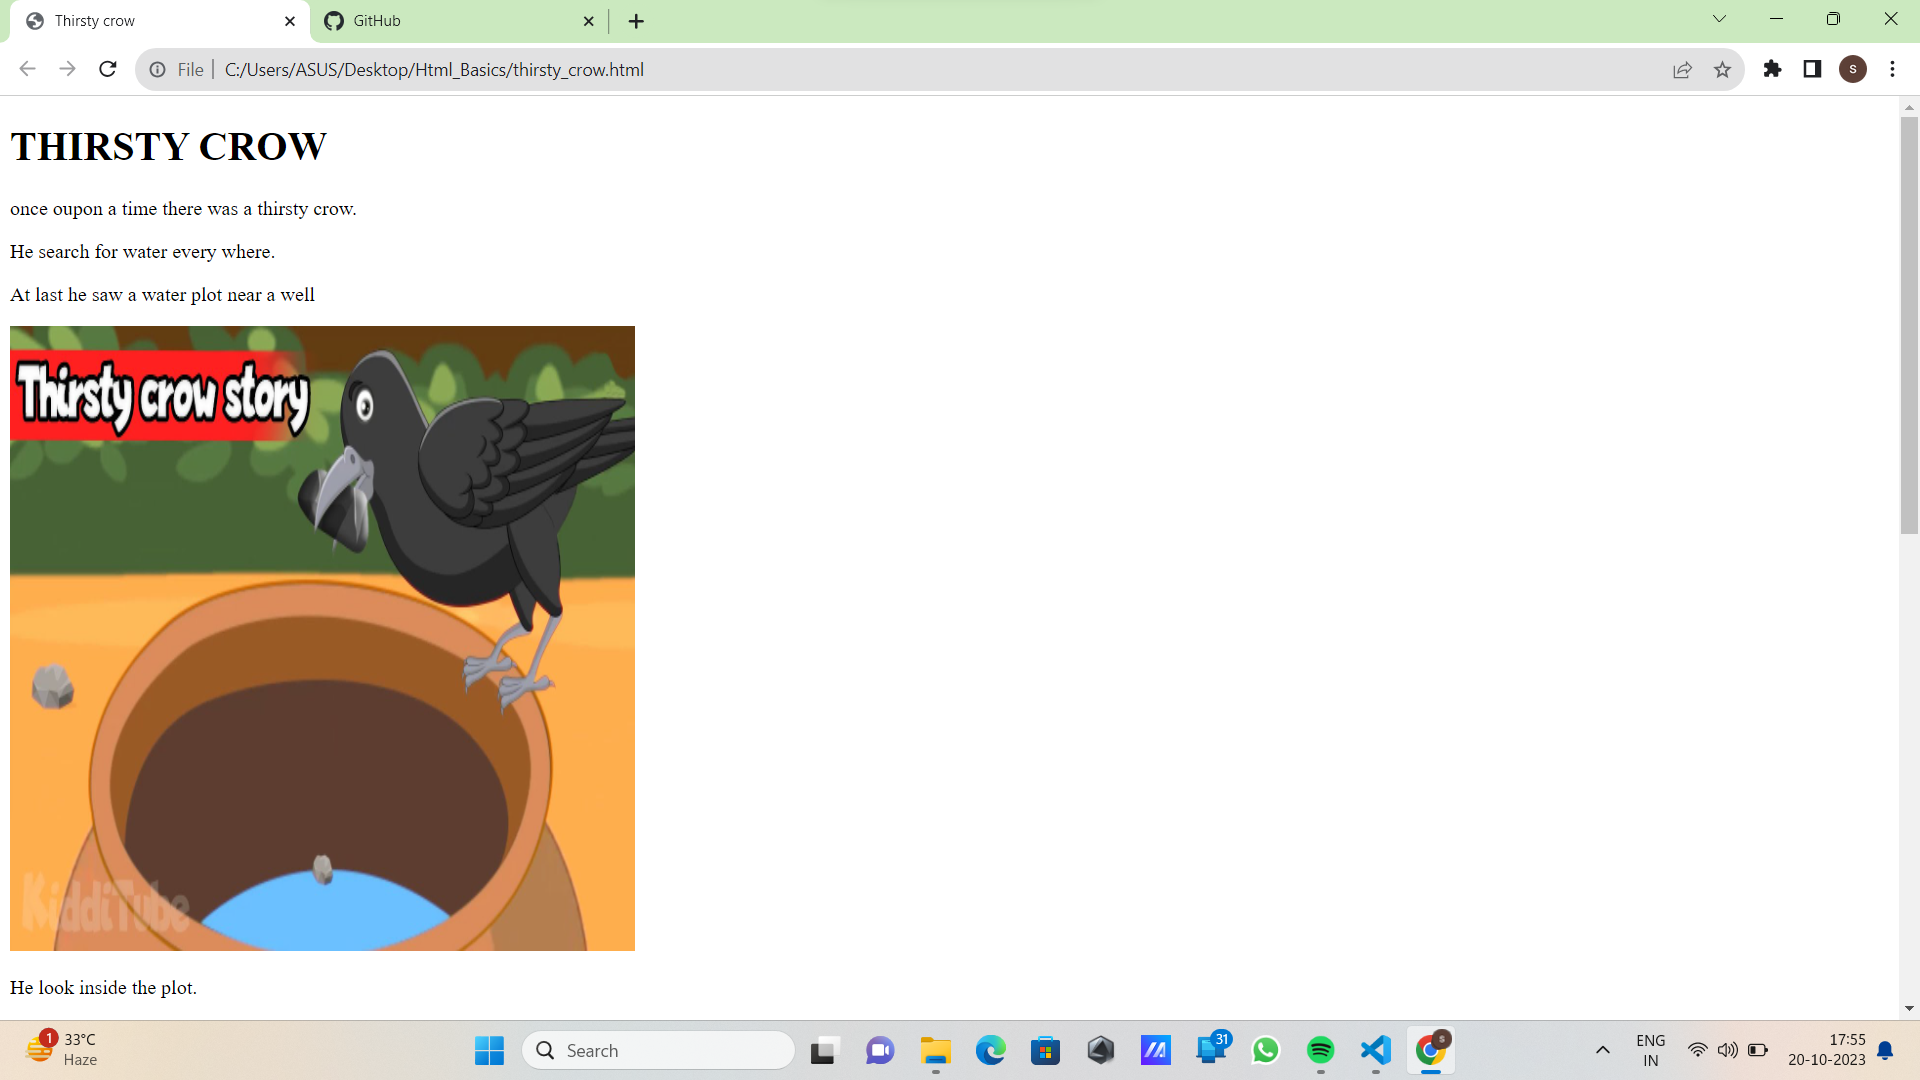 Thirsty crow
GitHub
File
C:/Users/ASUS/Desktop/Html_Basics/thirsty_crow.html
S
THIRSTY CROW
once oupon a time there was a thirsty crow.
He search for water every where.
At last he saw a water plot near a well
Thirsty crow story
KiddiTube
He look inside the plot.
1
33°C
Haze
Search
31
S
ENG
IN
17:55
20-10-2023